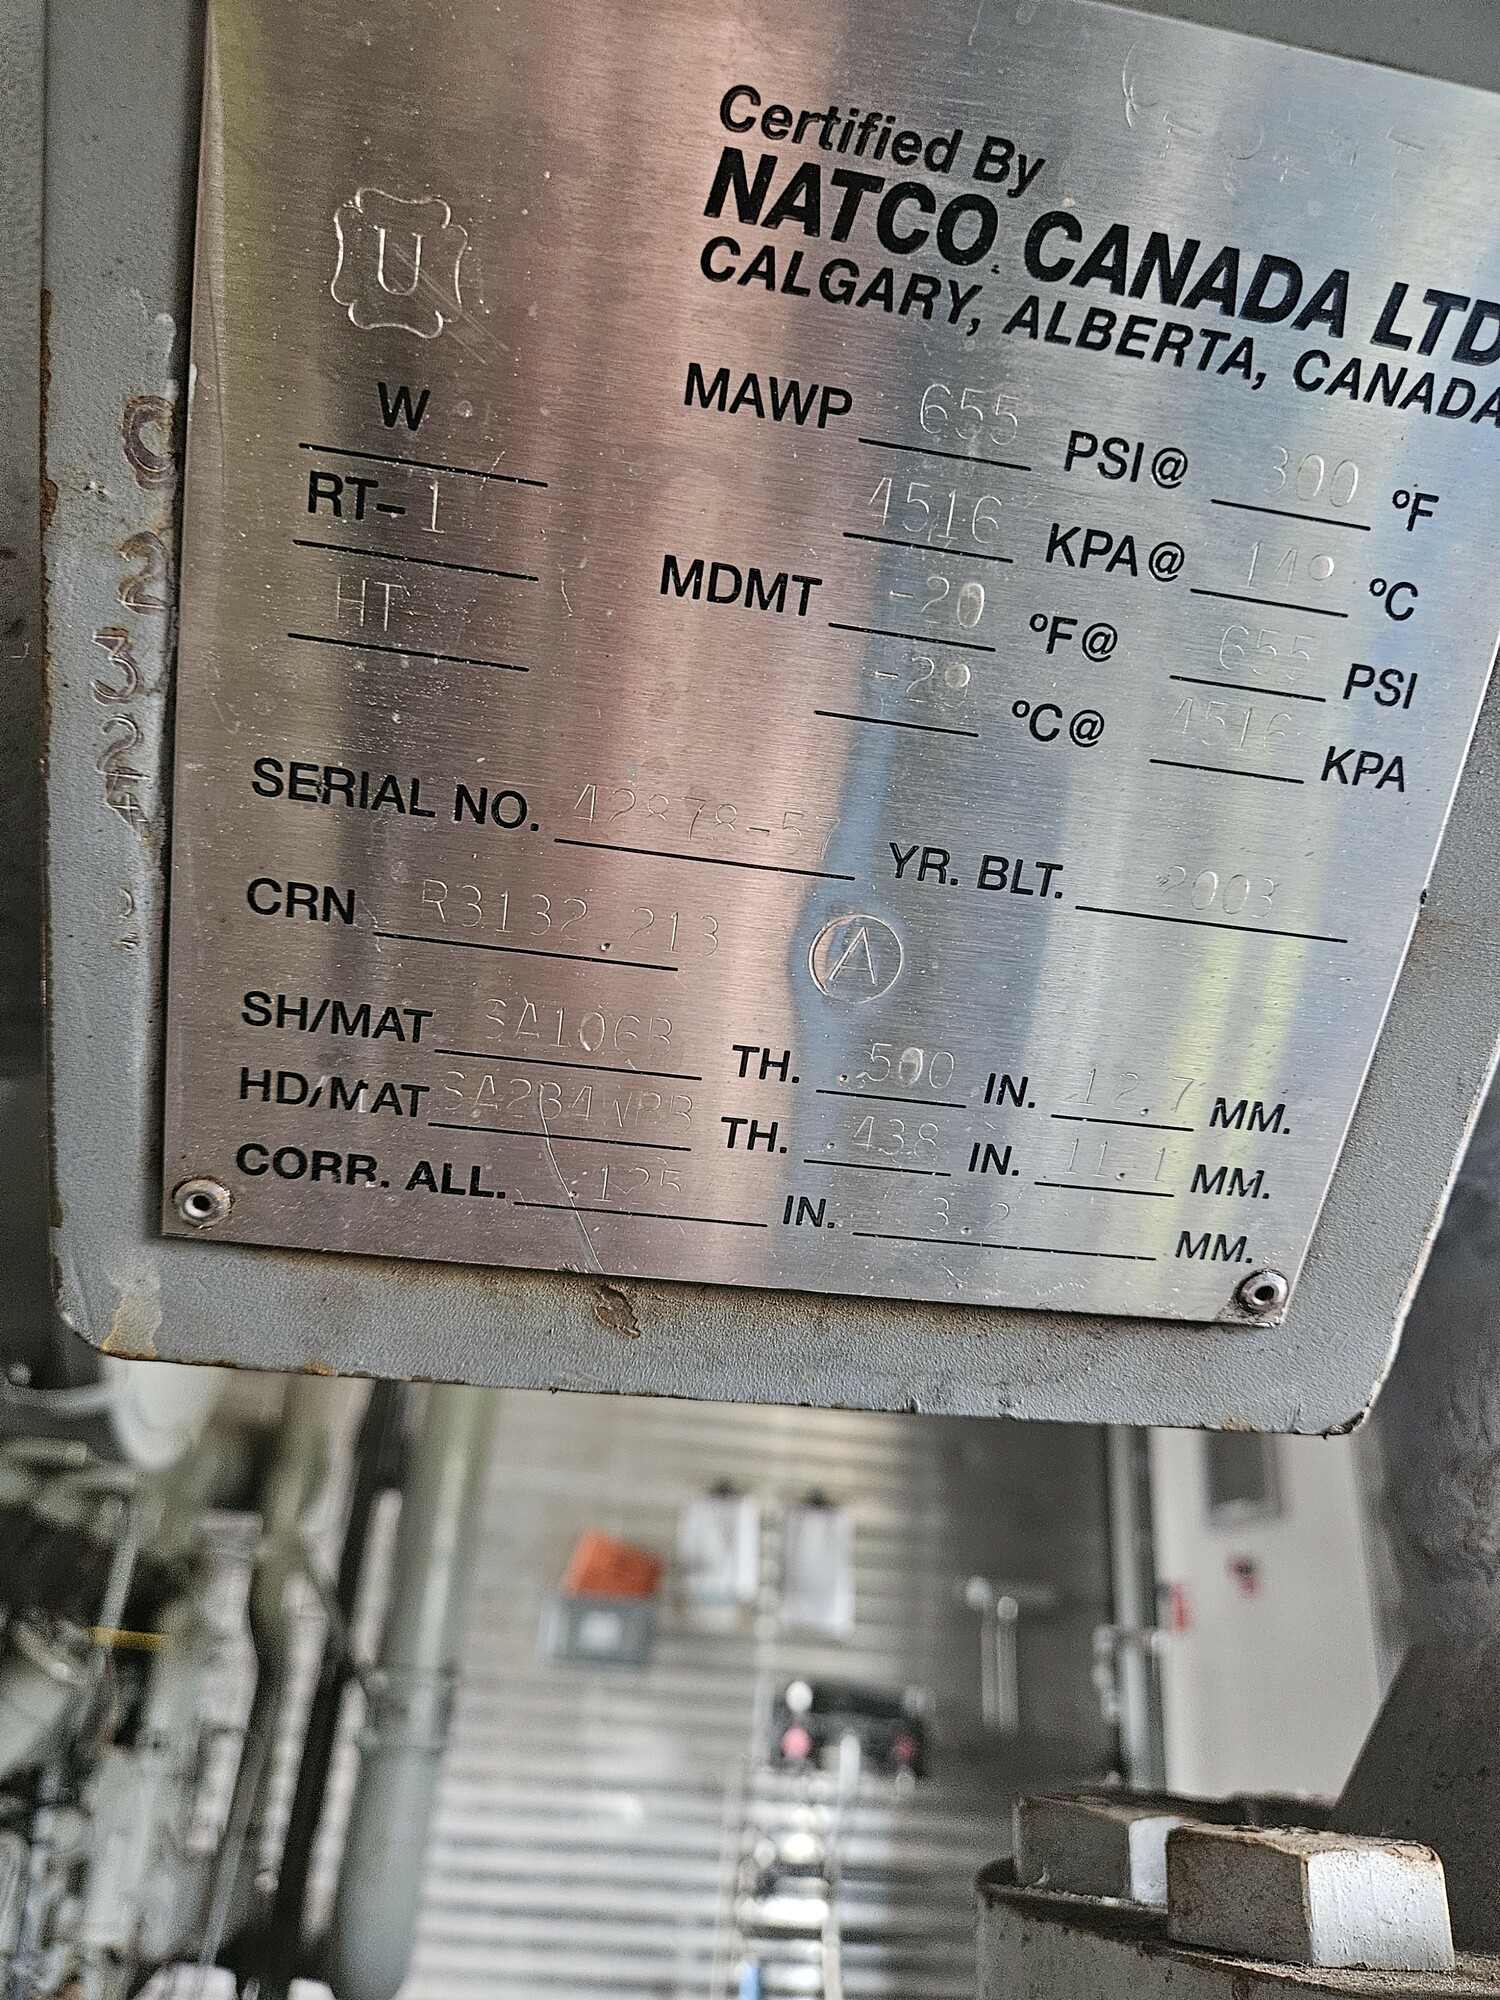 Certified By
NATCO CANADA LTD
CALGARY, ALBERTA, CANADA
U
W
RT-1
HT
MAWP 655 PSI@ 300 °F
4516 KPA@ 149 °C
MDMT -20 °F@ 655 PSI
-29 °C@ 4516 KPA
SERIAL NO. 42878-57 YR. BLT. 2003
CRN R3132.213 A
SH/MAT SA106B TH. .500 IN. 12.7 MM.
HD/MAT SA234WPB TH. .438 IN. 11.1 MM.
CORR. ALL. .125 IN. 3.2 MM.